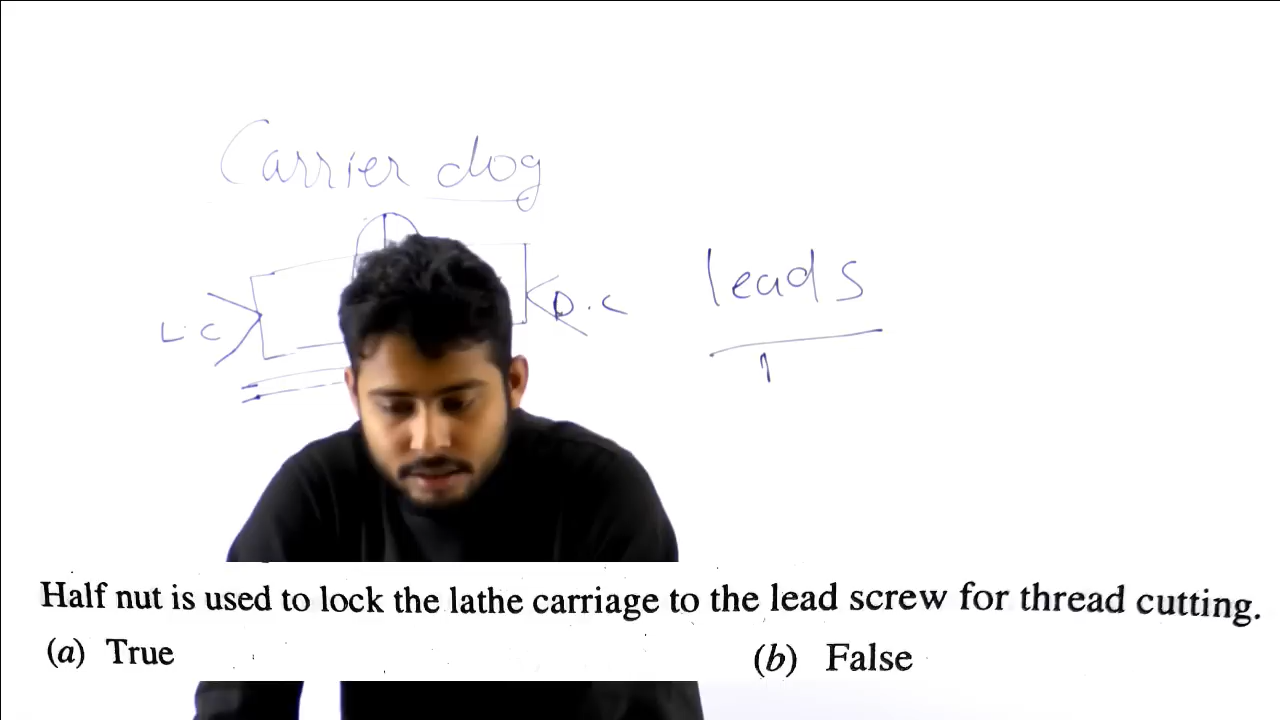 Carrier dog
leads
L.C
D.C
Half nut is used to lock the lathe carriage to the lead screw for thread cutting.
(a) True
(b) False